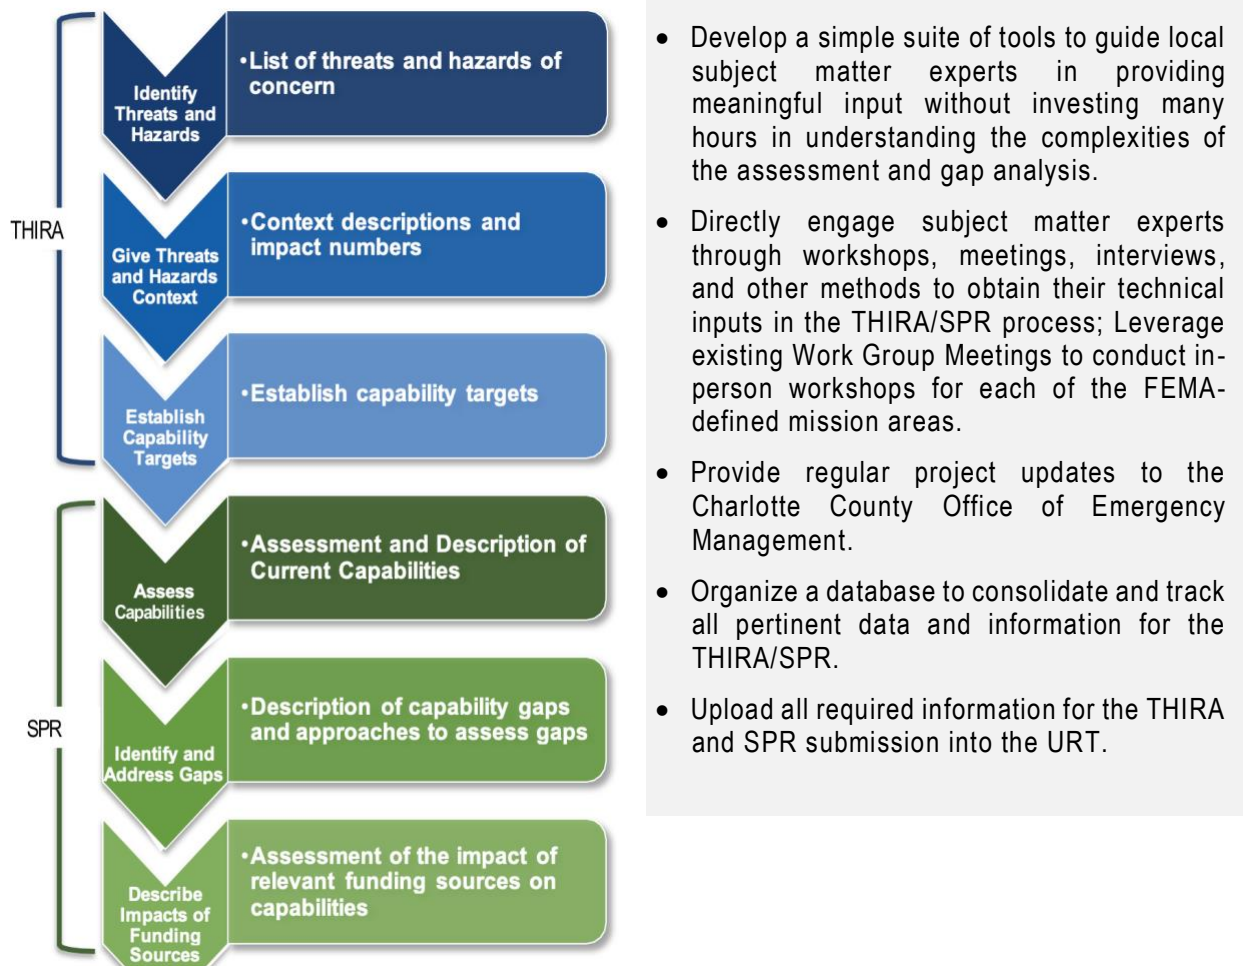 THIRA
Identify
Threats and
Hazards
•List of threats and hazards of
concern
Give Threats
and Hazards
Context
•Context descriptions and
impact numbers
Establish
Capability
Targets
•Establish capability targets
SPR
Assess
Capabilities
•Assessment and Description of
Current Capabilities
Identify and
Address Gaps
•Description of capability gaps
and approaches to assess gaps
Describe
Impacts of
Funding
Sources
•Assessment of the impact of
relevant funding sources on
capabilities
• Develop a simple suite of tools to guide local
subject matter experts in providing
meaningful input without investing many
hours in understanding the complexities of
the assessment and gap analysis.
• Directly engage subject matter experts
through workshops, meetings, interviews,
and other methods to obtain their technical
inputs in the THIRA/SPR process; Leverage
existing Work Group Meetings to conduct in-
person workshops for each of the FEMA-
defined mission areas.
• Provide regular project updates to the
Charlotte County Office of Emergency
Management.
• Organize a database to consolidate and track
all pertinent data and information for the
THIRA/SPR.
• Upload all required information for the THIRA
and SPR submission into the URT.